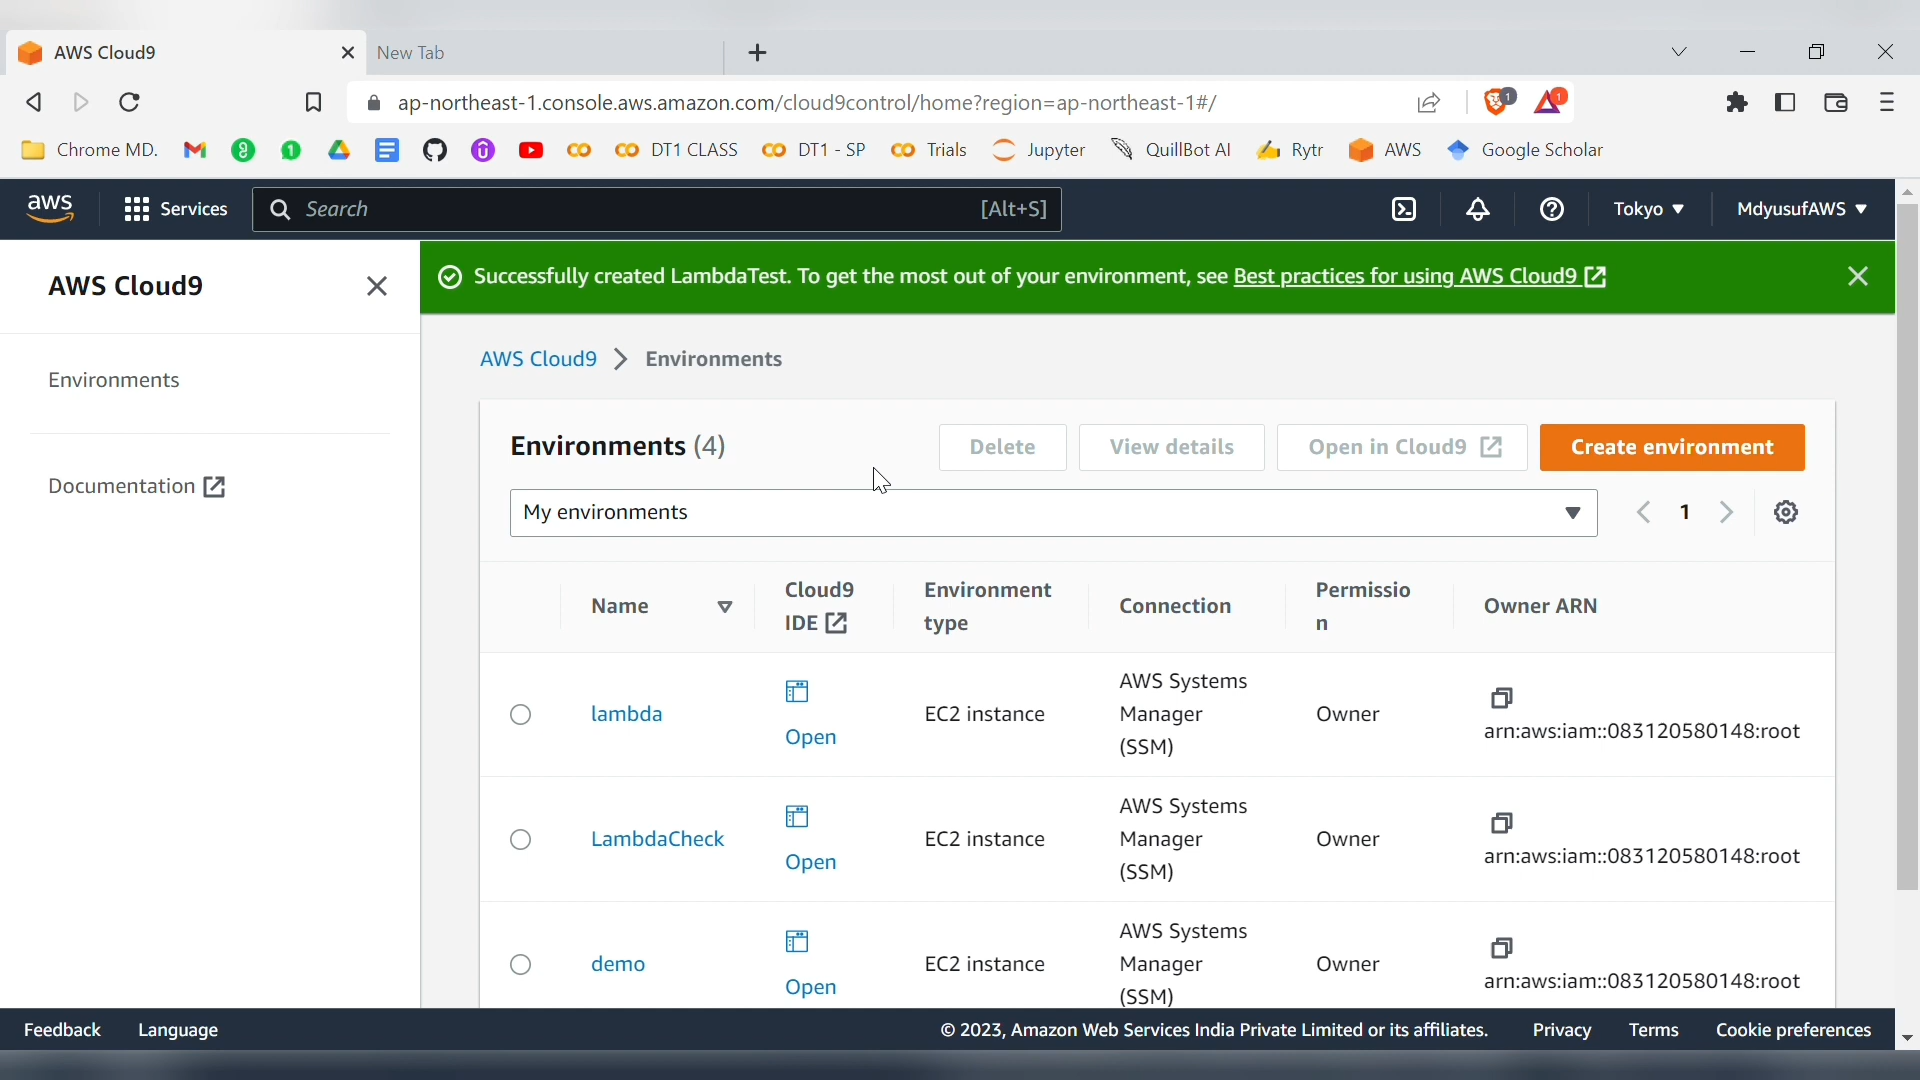 AWS Cloud9
New Tab
ap-northeast-1.console.aws.amazon.com/cloud9control/home?region=ap-northeast-1#/
1
1
Chrome MD.
1
DT1 CLASS
DT1 - SP
Trials
Jupyter
QuillBot AI
Rytr
AWS
Google Scholar
aws
Services
Search
[Alt+S]
Tokyo
MdyusufAWS
AWS Cloud9
Environments
Documentation
Successfully created LambdaTest. To get the most out of your environment, see Best practices for using AWS Cloud9
AWS Cloud9 > Environments
Environments (4)
Delete
View details
Open in Cloud9
Create environment
My environments
1
Name
Cloud9
IDE
Environment
type
Connection
Permissio
n
Owner ARN
lambda
Open
EC2 instance
AWS Systems
Manager
(SSM)
Owner
arn:aws:iam::083120580148:root
LambdaCheck
Open
EC2 instance
AWS Systems
Manager
(SSM)
Owner
arn:aws:iam::083120580148:root
demo
Open
EC2 instance
AWS Systems
Manager
(SSM)
Owner
arn:aws:iam::083120580148:root
Feedback
Language
© 2023, Amazon Web Services India Private Limited or its affiliates.
Privacy
Terms
Cookie preferences